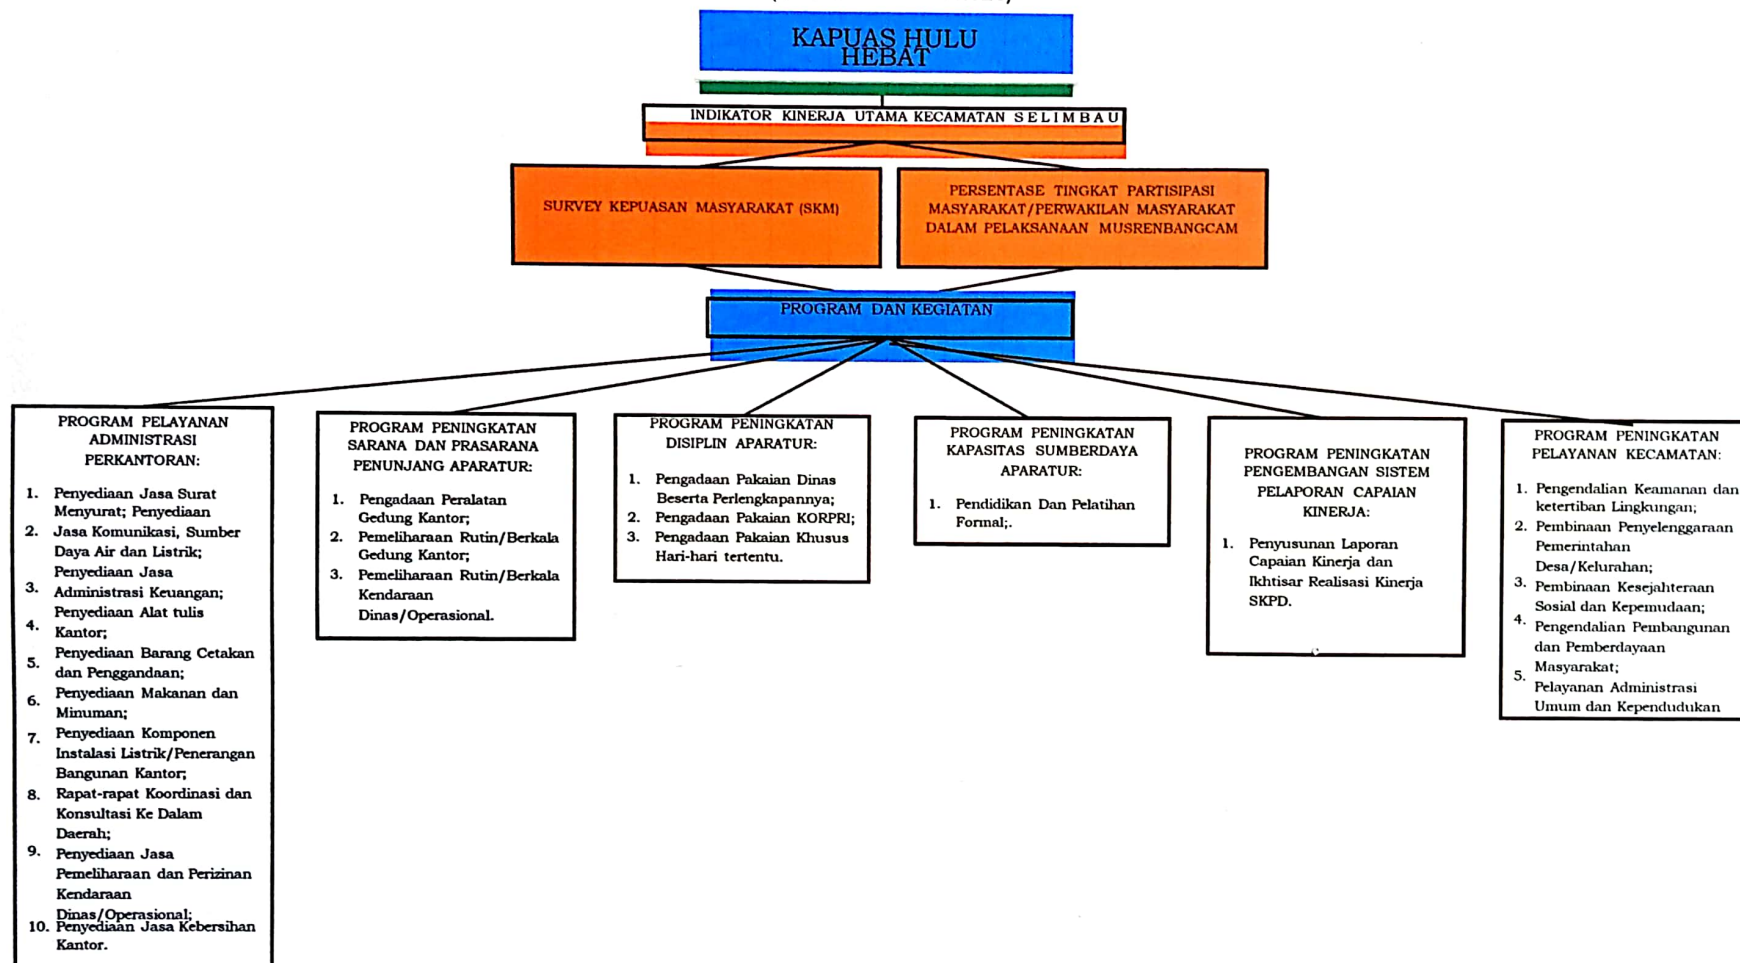 KAPUAS HULU
HEBAT
INDIKATOR KINERJA UTAMA KECAMATAN SELIMBAU
SURVEY KEPUASAN MASYARAKAT (SKM)
PERSENTASE TINGKAT PARTISIPASI
MASYARAKAT/PERWAKILAN MASYARAKAT
DALAM PELAKSANAAN MUSRENBANGCAM
PROGRAM DAN KEGIATAN
PROGRAM PELAYANAN
ADMINISTRASI
PERKANTORAN:
1. Penyediaan Jasa Surat
Menyurat; Penyediaan
2. Jasa Komunikasi, Sumber
Daya Air dan Listrik;
Penyediaan Jasa
3. Administrasi Keuangan;
Penyediaan Alat tulis
4. Kantor;
Penyediaan Barang Cetakan
5. dan Penggandaan;
Penyediaan Makanan dan
6. Minuman;
7. Penyediaan Komponen
Instalasi Listrik/Penerangan
Bangunan Kantor;
8. Rapat-rapat Koordinasi dan
Konsultasi Ke Dalam
Daerah;
9. Penyediaan Jasa
Pemeliharaan dan Perizinan
Kendaraan
Dinas/Operasional;
10. Penyediaan Jasa Kebersihan
Kantor.
PROGRAM PENINGKATAN
SARANA DAN PRASARANA
PENUNJANG APARATUR:
1. Pengadaan Peralatan
Gedung Kantor;
2. Pemeliharaan Rutin/Berkala
Gedung Kantor;
3. Pemeliharaan Rutin/Berkala
Kendaraan
Dinas/Operasional.
PROGRAM PENINGKATAN
DISIPLIN APARATUR:
1. Pengadaan Pakaian Dinas
Beserta Perlengkapannya;
2. Pengadaan Pakaian KORPRI;
3. Pengadaan Pakaian Khusus
Hari-hari tertentu.
PROGRAM PENINGKATAN
KAPASITAS SUMBERDAYA
APARATUR:
1. Pendidikan Dan Pelatihan
Formal;.
PROGRAM PENINGKATAN
PENGEMBANGAN SISTEM
PELAPORAN CAPAIAN
KINERJA:
1. Penyusunan Laporan
Capaian Kinerja dan
Ikhtisar Realisasi Kinerja
SKPD.
PROGRAM PENINGKATAN
PELAYANAN KECAMATAN:
1. Pengendalian Keamanan dan
ketertiban Lingkungan;
2. Pembinaan Penyelenggaraan
Pemerintahan
Desa/Kelurahan;
3. Pembinaan Kesejahteraan
Sosial dan Kepemudaan;
4. Pengendalian Pembangunan
dan Pemberdayaan
Masyarakat;
5. Pelayanan Administrasi
Umum dan Kependudukan